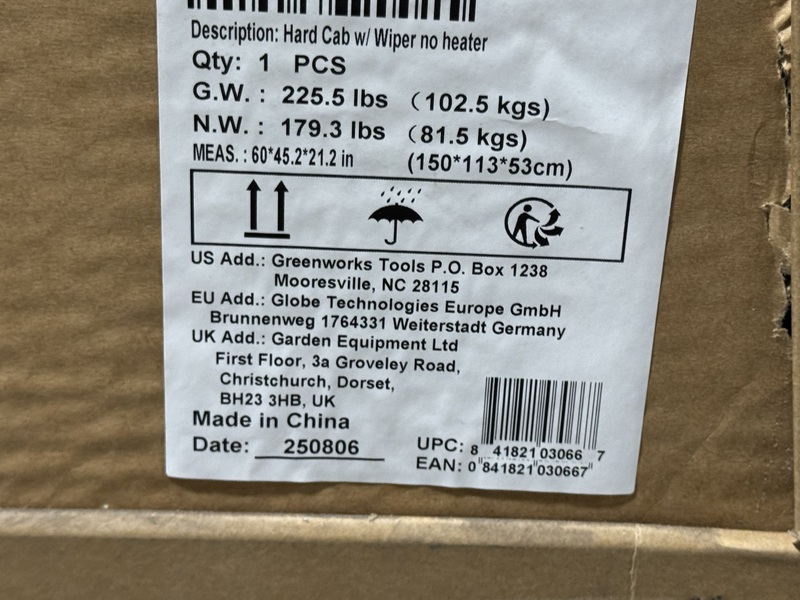 Description: Hard Cab w/ Wiper no heater
Qty: 1 PCS
G.W. : 225.5 lbs (102.5 kgs)
N.W. : 179.3 lbs (81.5 kgs)
MEAS. : 60*45.2*21.2 in (150*113*53cm)
US Add.: Greenworks Tools P.O. Box 1238
Mooresville, NC 28115
EU Add.: Globe Technologies Europe GmbH
Brunnenweg 1764331 Weiterstadt Germany
UK Add.: Garden Equipment Ltd
First Floor, 3a Groveley Road,
Christchurch, Dorset,
BH23 3HB, UK
Made in China
Date: 250806
UPC: 8 41821 03066 7
EAN: 0 841821 030667